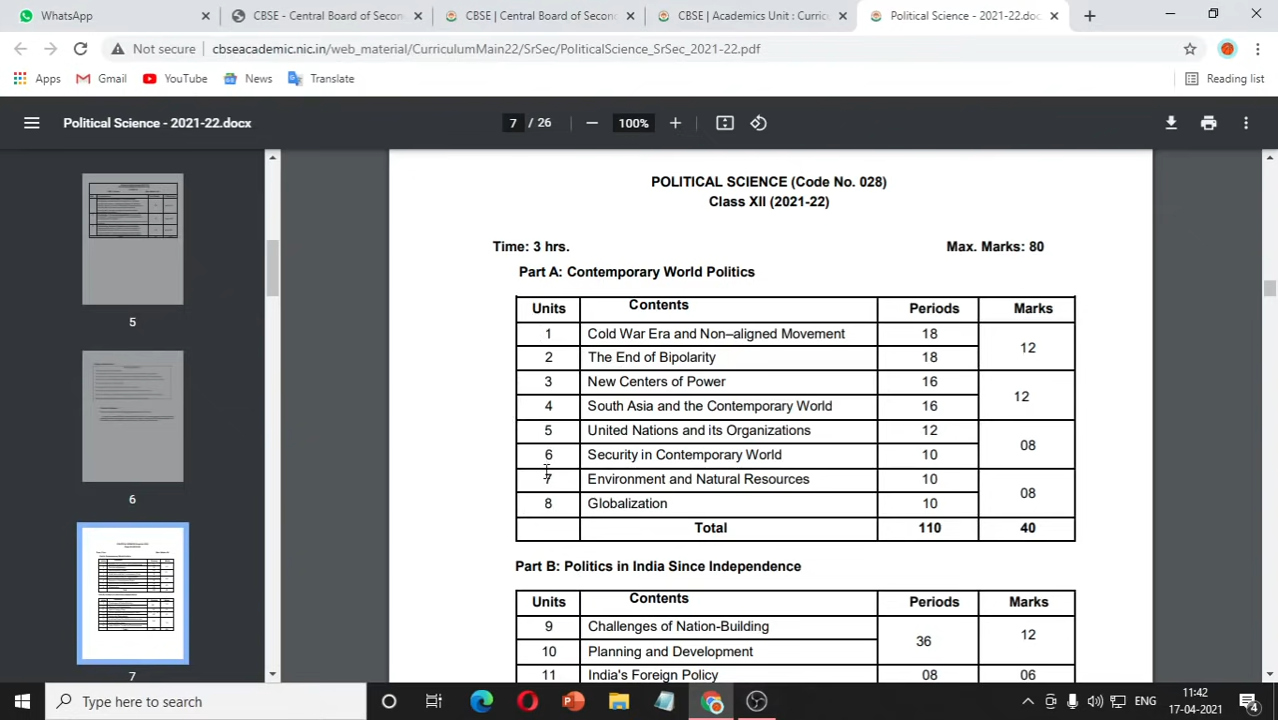 WhatsApp CBSE - Central Board of Secon CBSE | Central Board of Secon CBSE | Academics Unit : Curricu Political Science - 2021-22.doc
Not secure cbseacademic.nic.in/web_material/CurriculumMain22/SrSec/PoliticalScience_SrSec_2021-22.pdf
Apps Gmail YouTube News Translate Reading list
Political Science - 2021-22.docx 7 / 26 100%
5
6
7
POLITICAL SCIENCE (Code No. 028)
Class XII (2021-22)
Time: 3 hrs. Max. Marks: 80
Part A: Contemporary World Politics
Units Contents Periods Marks
1 Cold War Era and Non–aligned Movement 18 12
2 The End of Bipolarity 18
3 New Centers of Power 16 12
4 South Asia and the Contemporary World 16
5 United Nations and its Organizations 12 08
6 Security in Contemporary World 10
7 Environment and Natural Resources 10 08
8 Globalization 10
Total 110 40
Part B: Politics in India Since Independence
Units Contents Periods Marks
9 Challenges of Nation-Building 36 12
10 Planning and Development
11 India's Foreign Policy 08 06
Type here to search ENG 11:42 17-04-2021 4